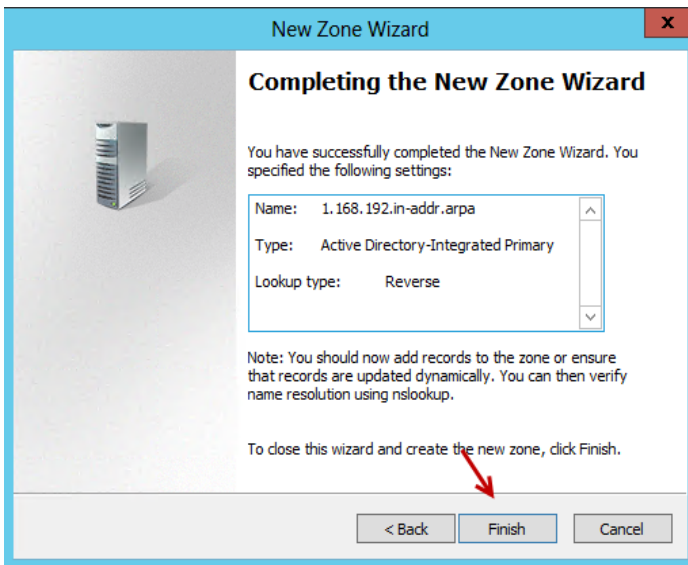 New Zone Wizard
x
Completing the New Zone Wizard
You have successfully completed the New Zone Wizard. You
specified the following settings:
Name: 1.168.192.in-addr.arpa
Type: Active Directory-Integrated Primary
Lookup type: Reverse
Note: You should now add records to the zone or ensure
that records are updated dynamically. You can then verify
name resolution using nslookup.
To close this wizard and create the new zone, click Finish.
< Back Finish Cancel